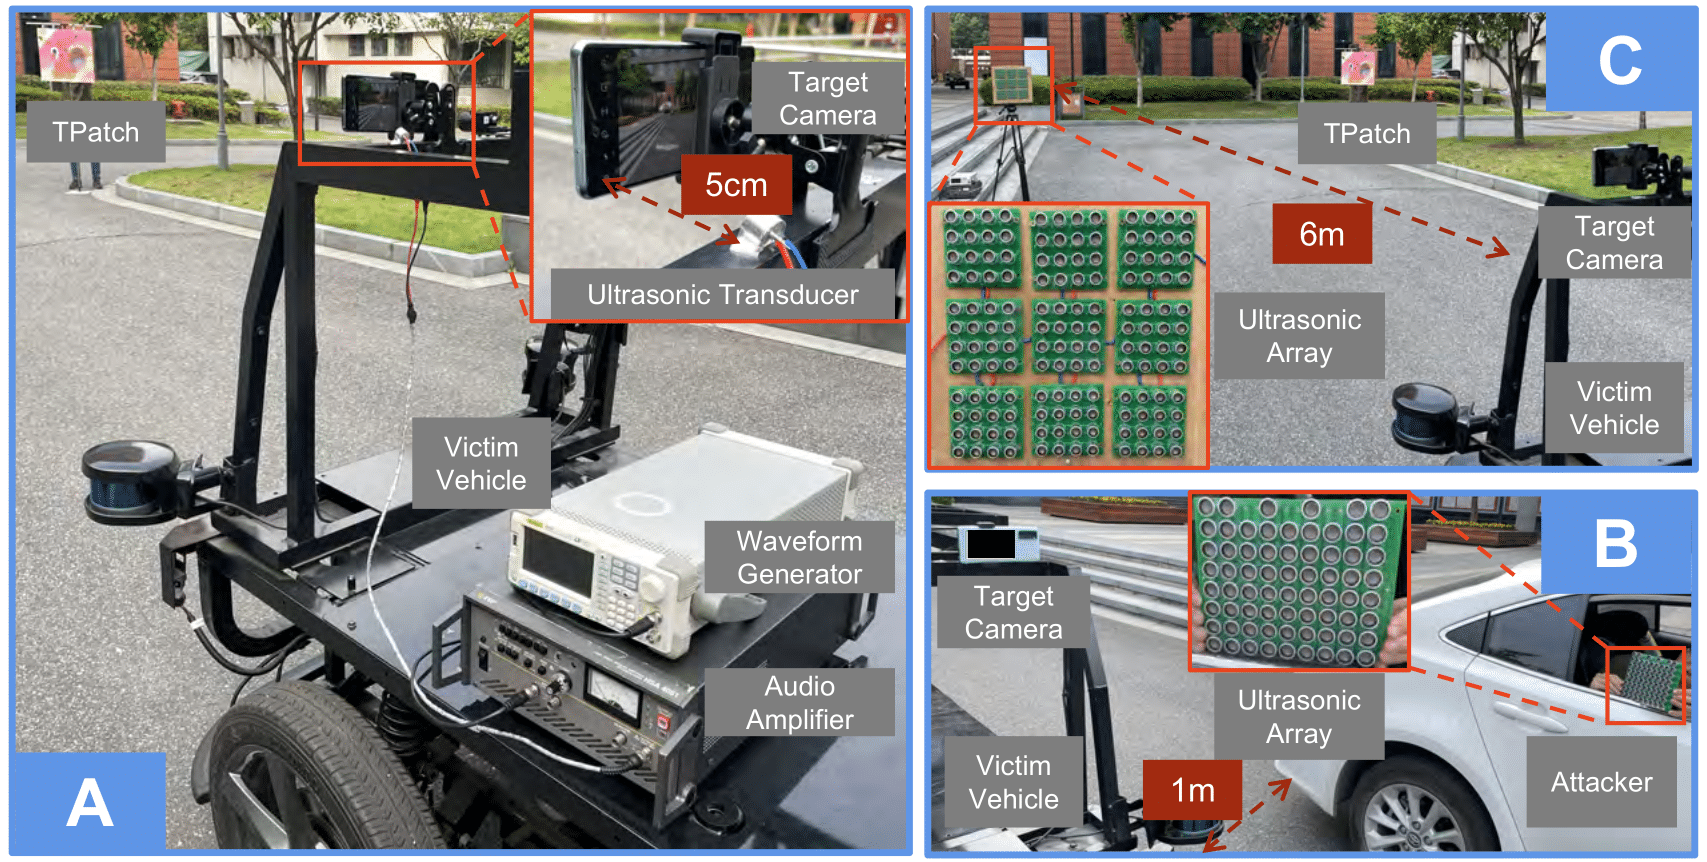 TPatch
Target
Camera
5cm
Ultrasonic Transducer
Victim
Vehicle
Waveform
Generator
Audio
Amplifier
A
C
TPatch
6m
Target
Camera
Ultrasonic
Array
Victim
Vehicle
B
Target
Camera
Ultrasonic
Array
Victim
Vehicle
1m
Attacker